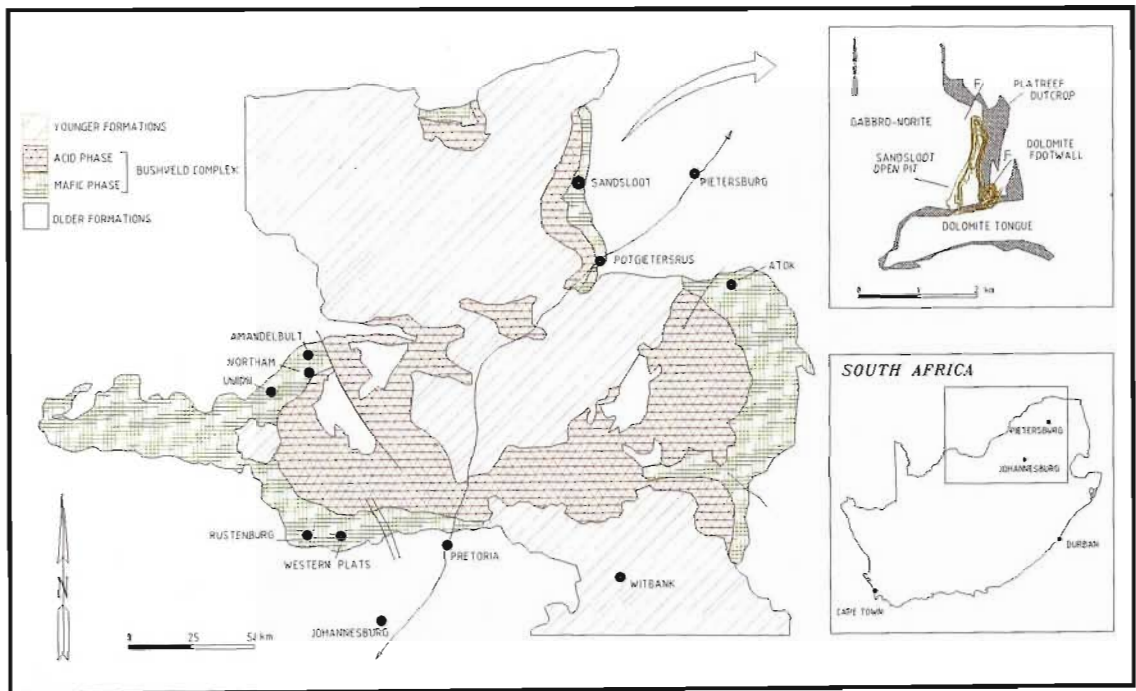 YOUNGER FORMATIONS
ACID PHASE
MAFIC PHASE
BUSHVELD COMPLEX
OLDER FORMATIONS
SANDSLOOT
PIETERSBURG
POTGIETERSRUS
ATOK
AMANDELBULT
NORTHAM
UNION
RUSTENBURG
WESTERN PLATS
PRETORIA
WITBANK
JOHANNESBURG
N
0 25 50 km
F
PLATREEF
OUTCROP
GABBRO-NORITE
DOLOMITE
FOOTWALL
F
SANDSLOOT
OPEN PIT
DOLOMITE TONGUE
0 1 2 km
SOUTH AFRICA
PIETERSBURG
JOHANNESBURG
DURBAN
CAPE TOWN